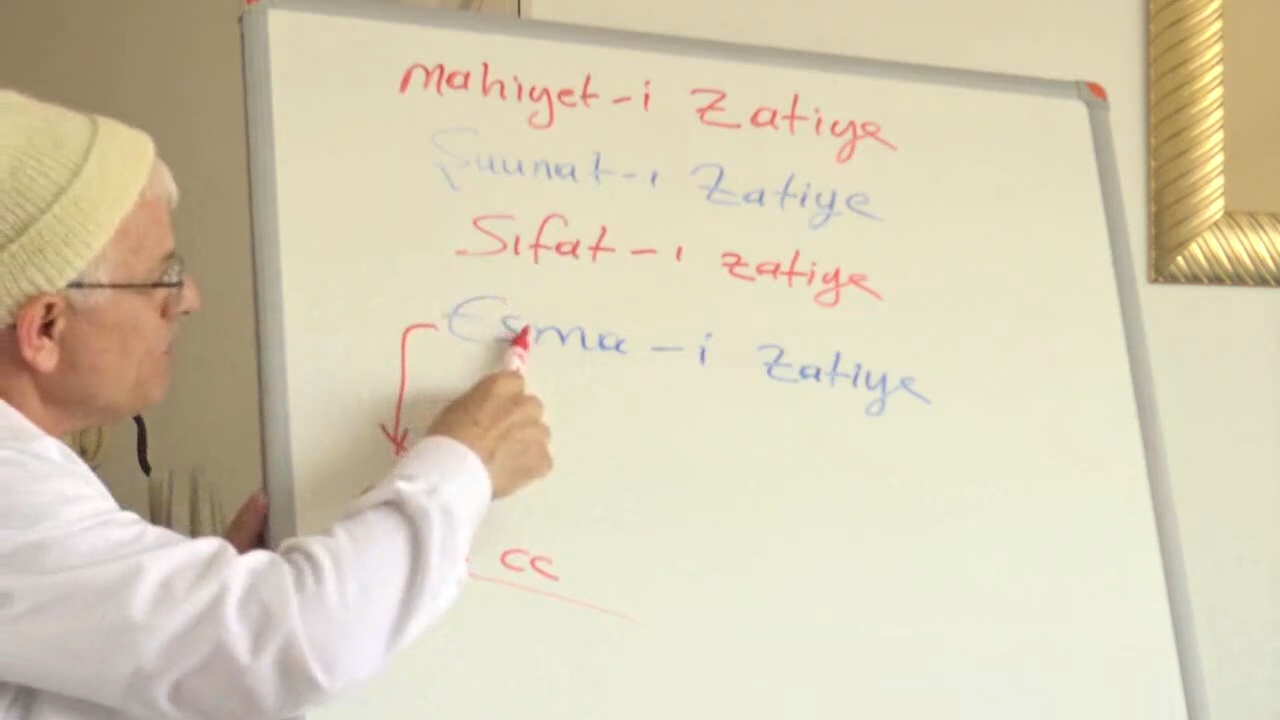 Mahiyet-i Zatiye
Şuunat-ı Zatiye
Sıfat-ı zatiye
Esma-i Zatiye
cc